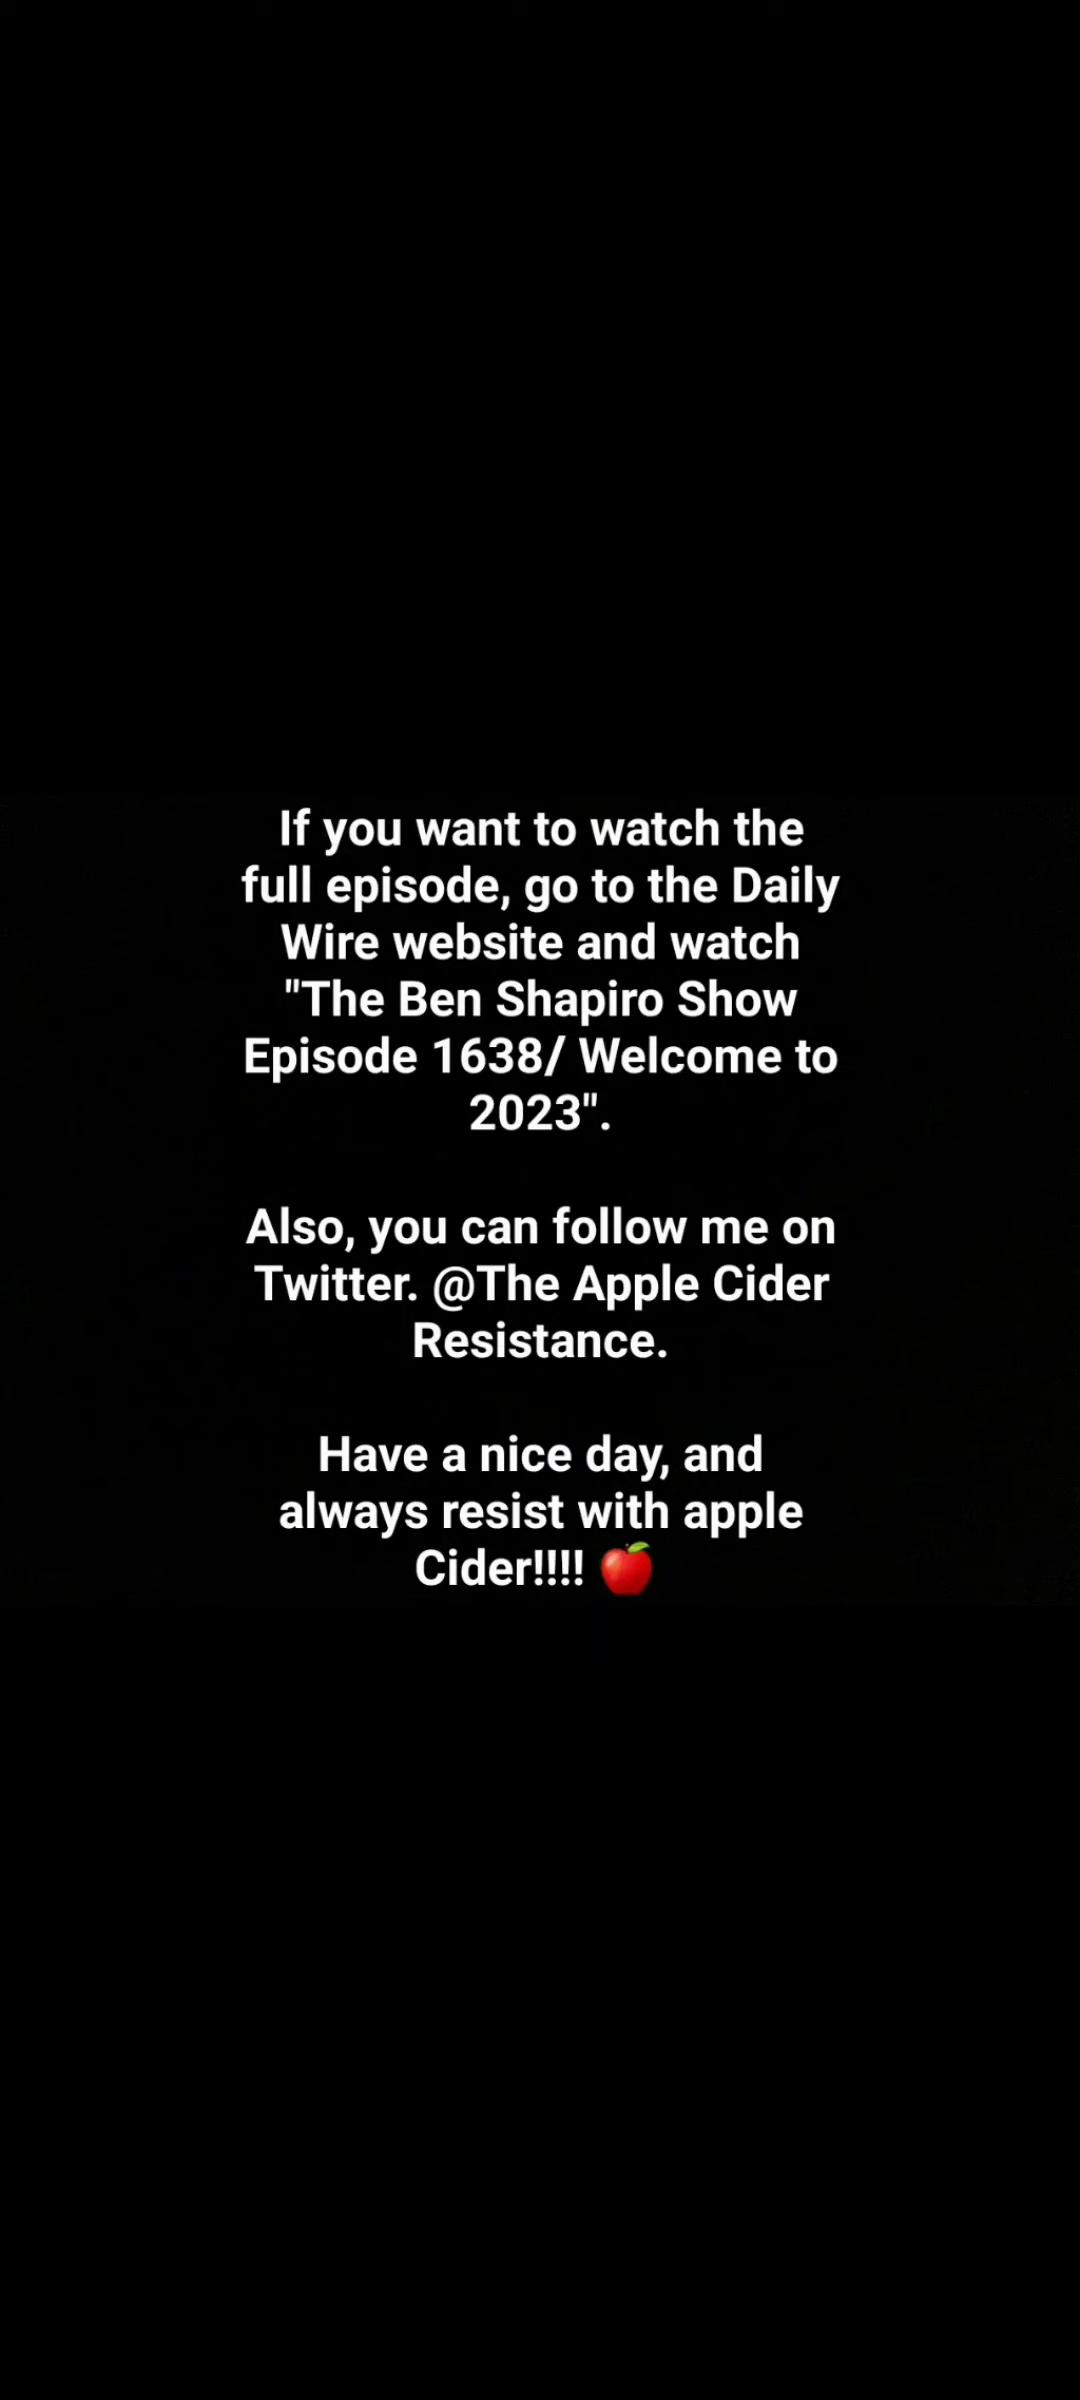 If you want to watch the
full episode, go to the Daily
Wire website and watch
"The Ben Shapiro Show
Episode 1638/ Welcome to
2023".
Also, you can follow me on
Twitter. @The Apple Cider
Resistance.
Have a nice day, and
always resist with apple
Cider!!!! 🍎